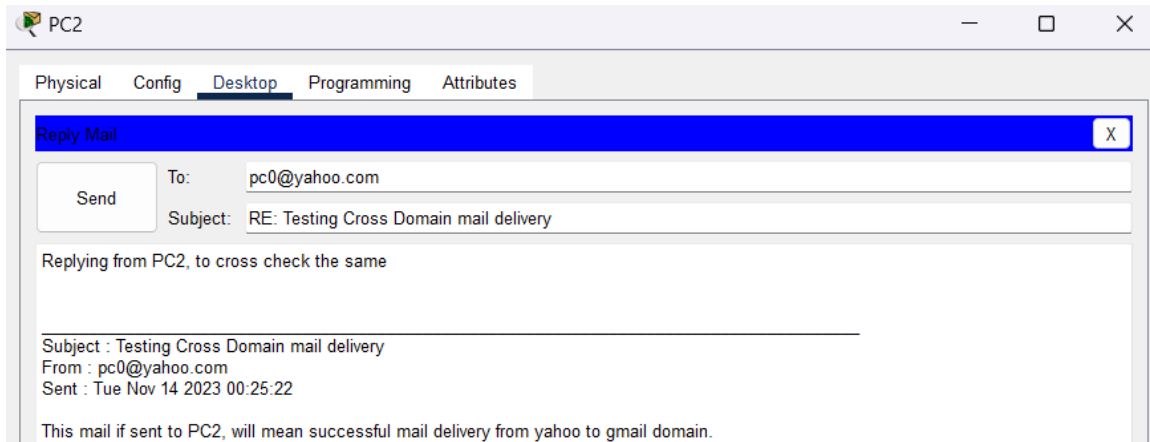 PC2
Physical Config Desktop Programming Attributes
Reply Mail X
Send
To: pc0@yahoo.com
Subject: RE: Testing Cross Domain mail delivery
Replying from PC2, to cross check the same
Subject : Testing Cross Domain mail delivery
From : pc0@yahoo.com
Sent : Tue Nov 14 2023 00:25:22
This mail if sent to PC2, will mean successful mail delivery from yahoo to gmail domain.